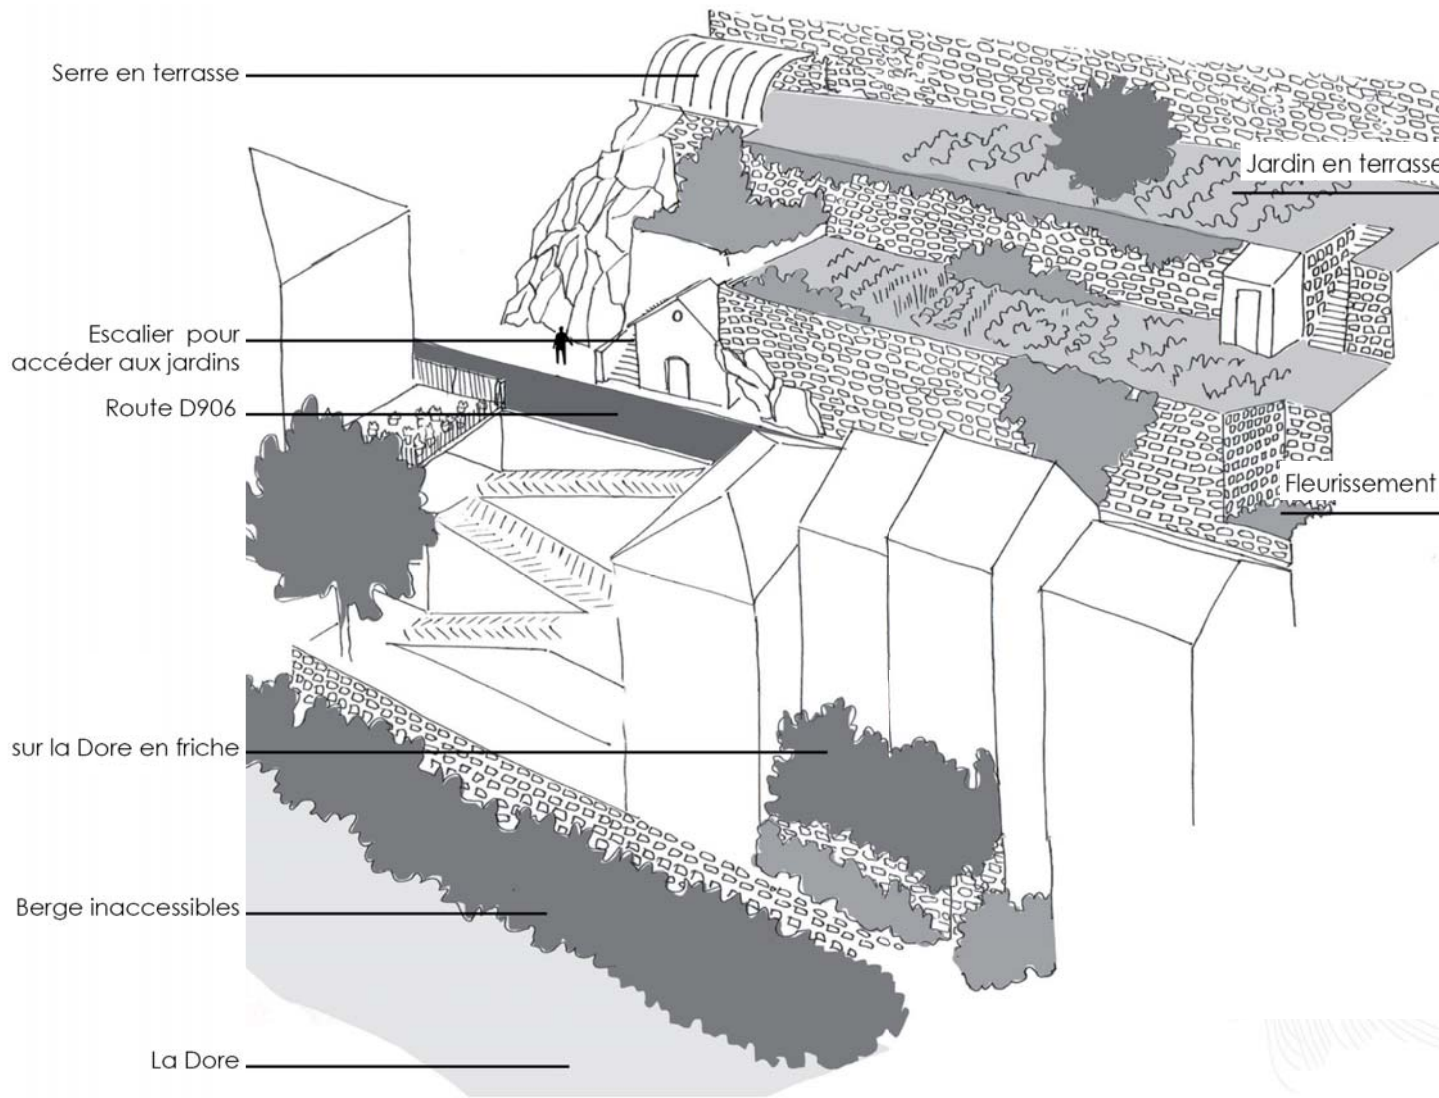 Serre en terrasse
Jardin en terrasse
Escalier pour
accéder aux jardins
Route D906
Fleurissement
sur la Dore en friche
Berge inaccessibles
La Dore